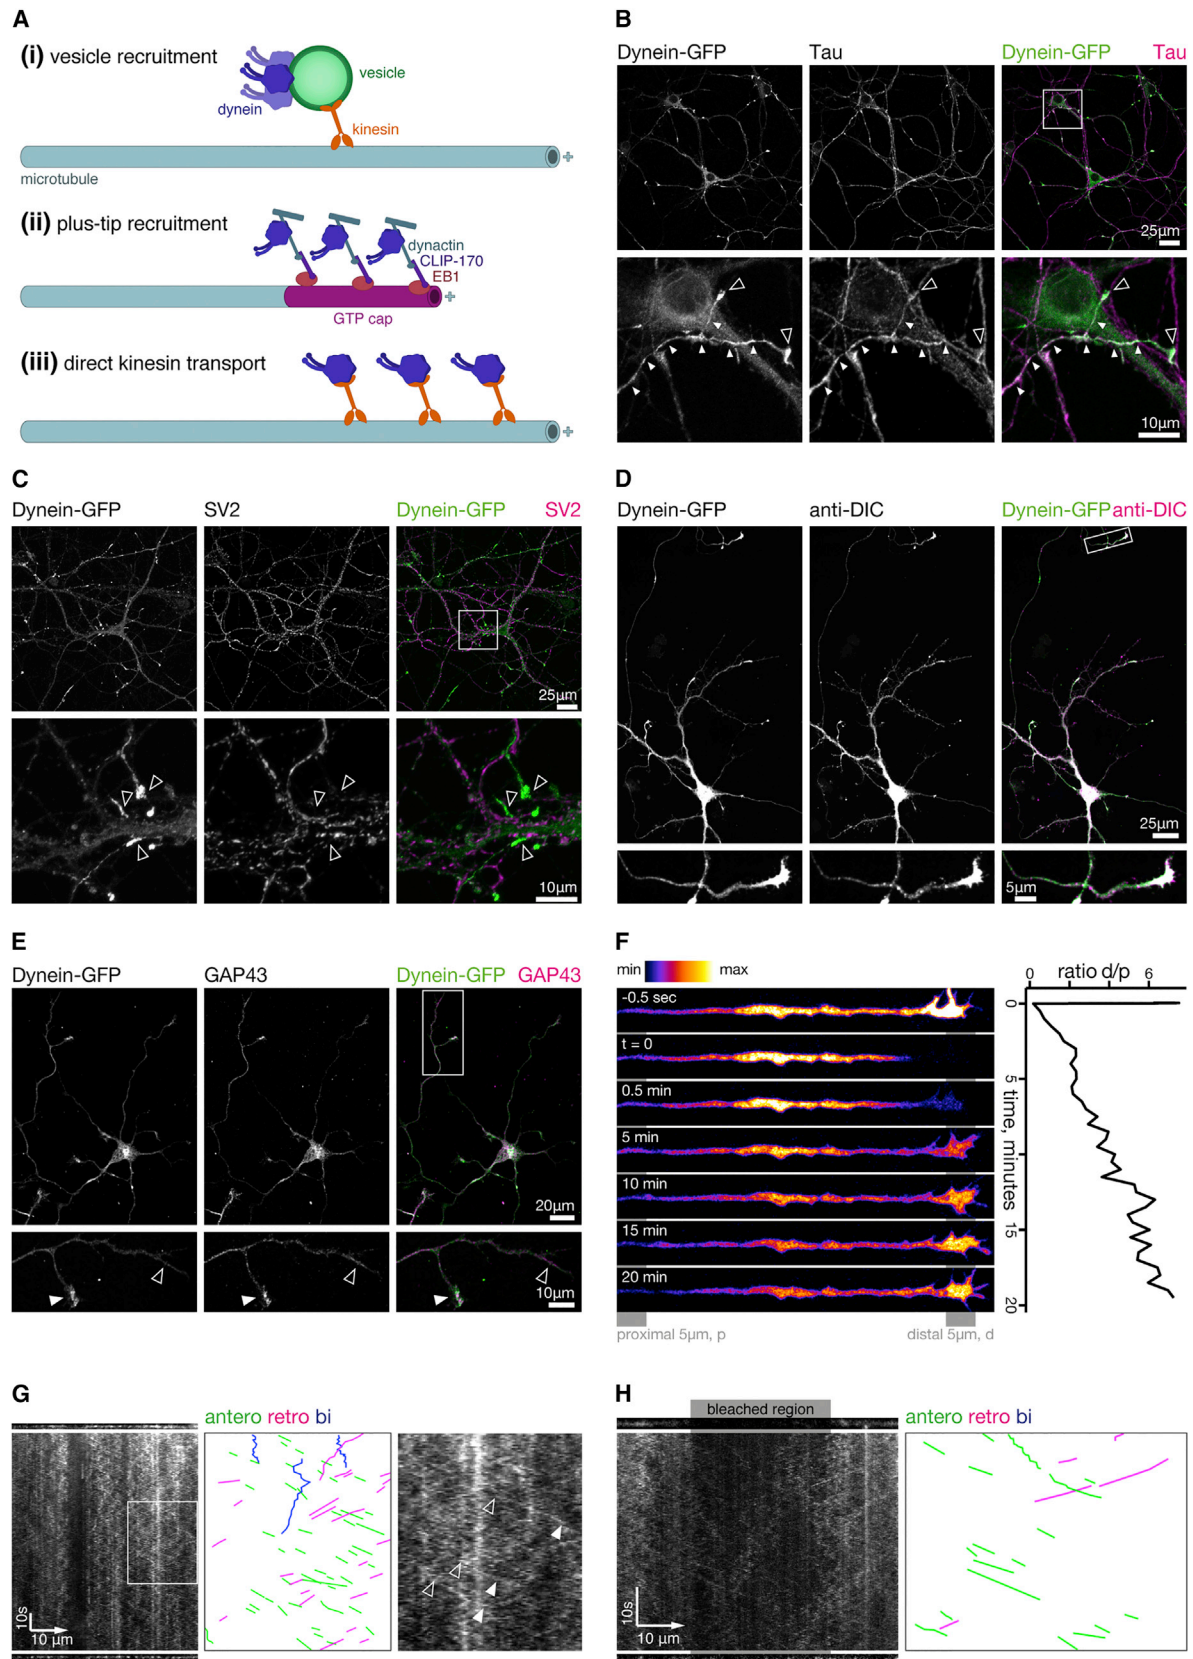 A
(i) vesicle recruitment
vesicle
dynein
kinesin
+
microtubule
(ii) plus-tip recruitment
dynactin
CLIP-170
EB1
+
GTP cap
(iii) direct kinesin transport
+
B
Dynein-GFP Tau Dynein-GFP Tau
25µm
10µm
C
Dynein-GFP SV2 Dynein-GFP SV2
25µm
10µm
D
Dynein-GFP anti-DIC Dynein-GFP anti-DIC
25µm
5µm
E
Dynein-GFP GAP43 Dynein-GFP GAP43
20µm
10µm
F
min max
-0.5 sec
t = 0
0.5 min
5 min
10 min
15 min
20 min
proximal 5µm, p distal 5µm, d
ratio d/p
0 6
0
5
15
20
time, minutes
G
antero retro bi
10s
10 µm
H
bleached region
antero retro bi
10s
10 µm